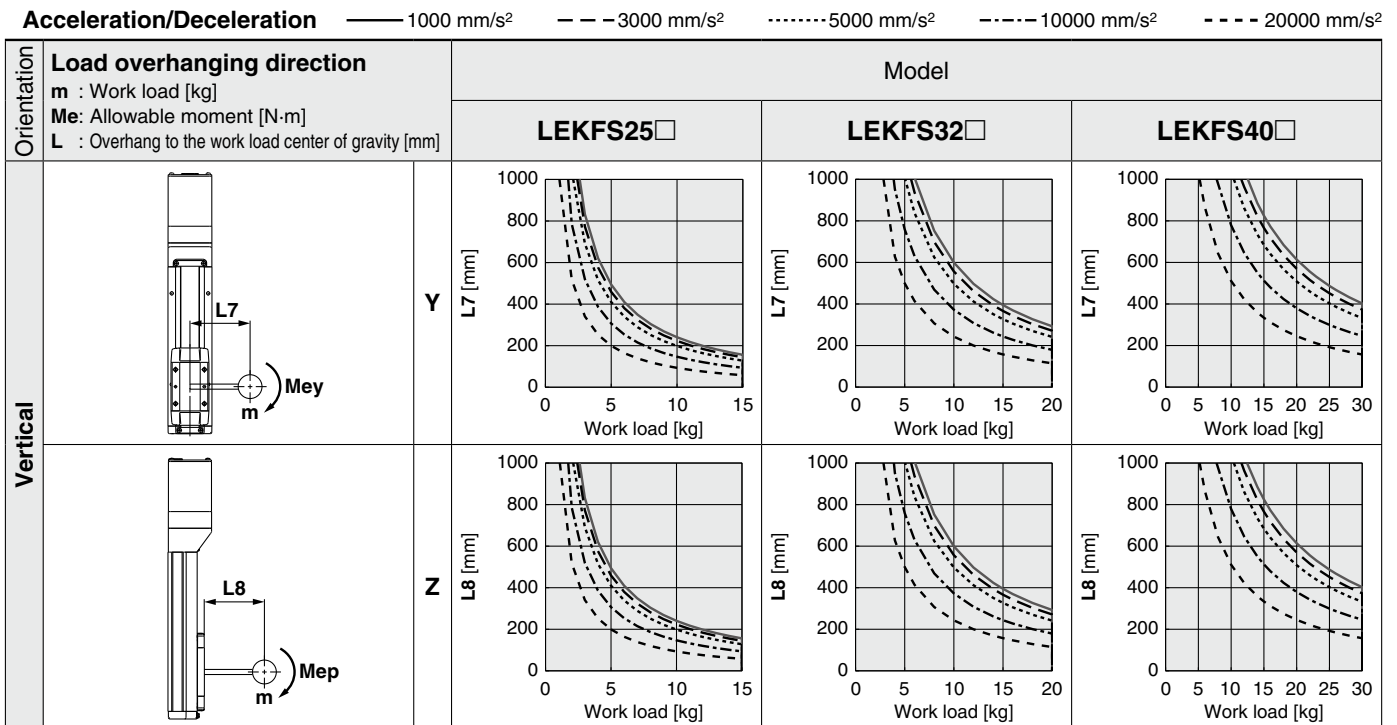 Acceleration/Deceleration 1000 mm/s² 3000 mm/s² 5000 mm/s² 10000 mm/s² 20000 mm/s²
Orientation
Load overhanging direction
m : Work load [kg]
Me: Allowable moment [N·m]
L : Overhang to the work load center of gravity [mm]
Model
LEKFS25□ LEKFS32□ LEKFS40□
Vertical
L7
Mey
m
Y
L7 [mm]
1000
800
600
400
200
0
0 5 10 15
Work load [kg]
L7 [mm]
1000
800
600
400
200
0
0 5 10 15 20
Work load [kg]
L7 [mm]
1000
800
600
400
200
0
0 5 10 15 20 25 30
Work load [kg]
L8
Mep
m
Z
L8 [mm]
1000
800
600
400
200
0
0 5 10 15
Work load [kg]
L8 [mm]
1000
800
600
400
200
0
0 5 10 15 20
Work load [kg]
L8 [mm]
1000
800
600
400
200
0
0 5 10 15 20 25 30
Work load [kg]